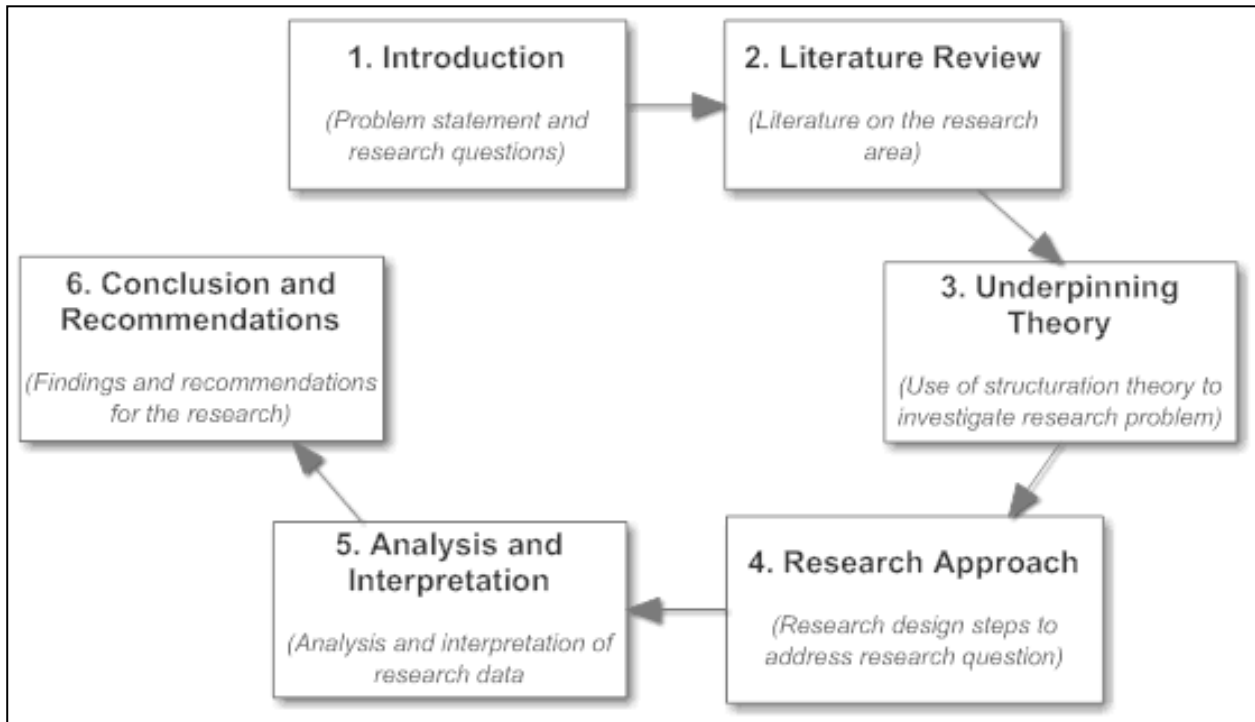 1. Introduction
(Problem statement and
research questions)
2. Literature Review
(Literature on the research
area)
3. Underpinning
Theory
(Use of structuration theory to
investigate research problem)
4. Research Approach
(Research design steps to
address research question)
5. Analysis and
Interpretation
(Analysis and interpretation of
research data
6. Conclusion and
Recommendations
(Findings and recommendations
for the research)